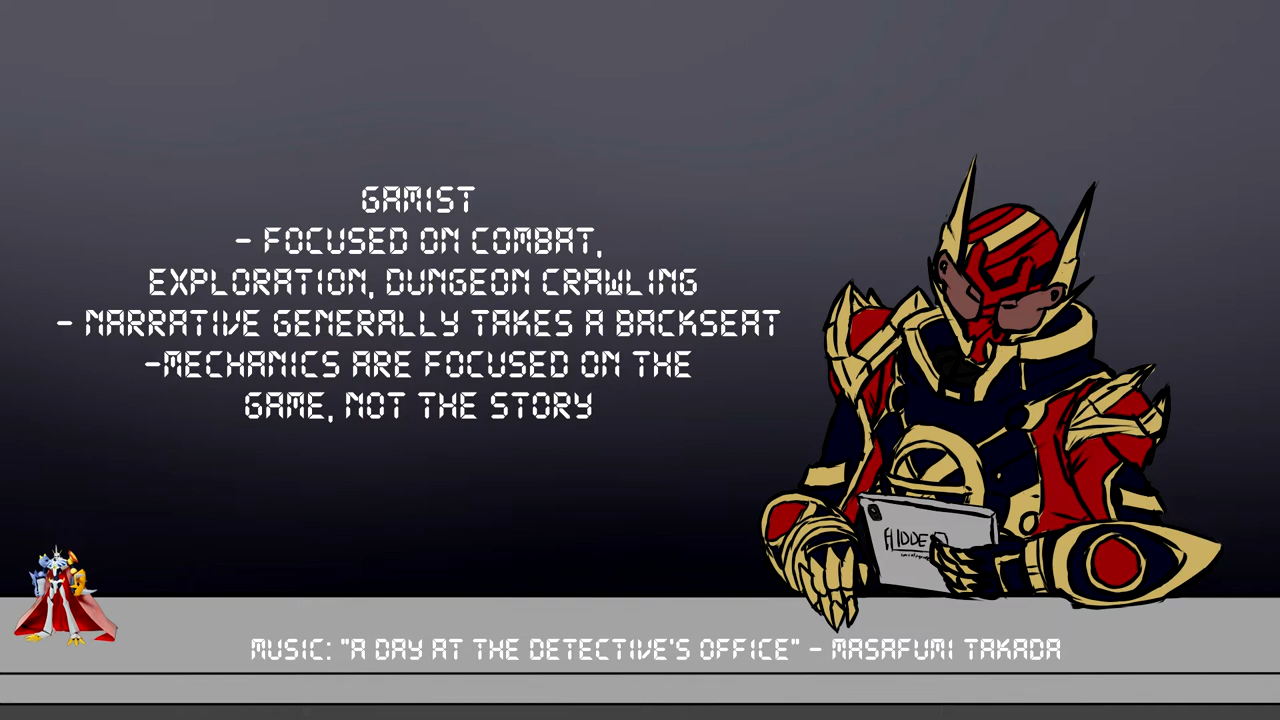 GAMIST
- FOCUSED ON COMBAT,
EXPLORATION, DUNGEON CRAWLING
- NARRATIVE GENERALLY TAKES A BACKSEAT
-MECHANICS ARE FOCUSED ON THE
GAME, NOT THE STORY
MUSIC: "A DAY AT THE DETECTIVE'S OFFICE" - MASAFUMI TAKADA